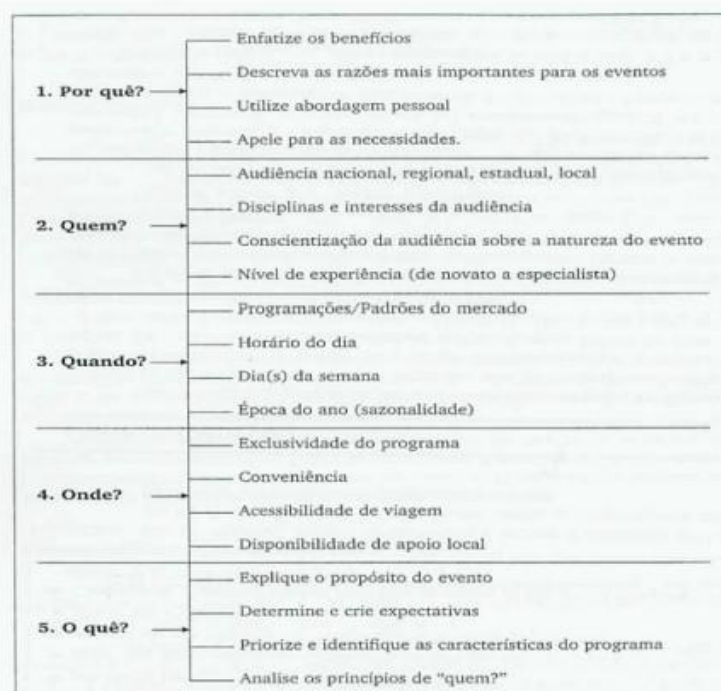 Enfatize os benefícios
Descreva as razões mais importantes para os eventos
1. Por quê?
Utilize abordagem pessoal
Apele para as necessidades.
Audiência nacional, regional, estadual, local
Disciplinas e interesses da audiência
2. Quem?
Conscientização da audiência sobre a natureza do evento
Nível de experiência (de novato a especialista)
Programações/Padrões do mercado
Horário do dia
3. Quando?
Dia(s) da semana
Época do ano (sazonalidade)
Exclusividade do programa
Conveniência
4. Onde?
Acessibilidade de viagem
Disponibilidade de apoio local
Explique o propósito do evento
Determine e crie expectativas
5. O quê?
Priorize e identifique as características do programa
Analise os princípios de “quem?”